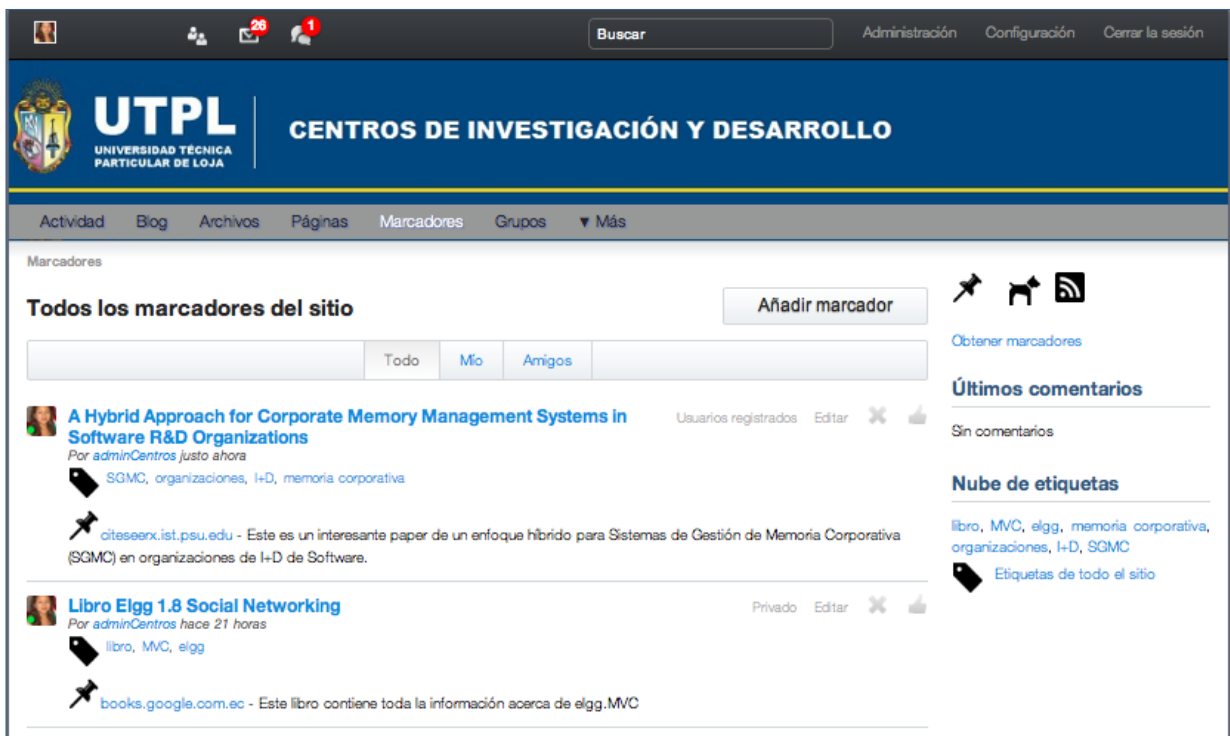 26 1 Buscar Administración Configuración Cerrar la sesión
UTPL
UNIVERSIDAD TÉCNICA
PARTICULAR DE LOJA
CENTROS DE INVESTIGACIÓN Y DESARROLLO
Actividad Blog Archivos Páginas Marcadores Grupos ▼ Más
Marcadores
Todos los marcadores del sitio
Añadir marcador
Todo Mío Amigos
A Hybrid Approach for Corporate Memory Management Systems in
Software R&D Organizations
Usuarios registrados Editar
Por adminCentros justo ahora
SGMC, organizaciones, I+D, memoria corporativa
citeseerx.ist.psu.edu - Este es un interesante paper de un enfoque híbrido para Sistemas de Gestión de Memoria Corporativa
(SGMC) en organizaciones de I+D de Software.
Libro Elgg 1.8 Social Networking
Privado Editar
Por adminCentros hace 21 horas
libro, MVC, elgg
books.google.com.ec - Este libro contiene toda la información acerca de elgg.MVC
Obtener marcadores
Últimos comentarios
Sin comentarios
Nube de etiquetas
libro, MVC, elgg, memoria corporativa,
organizaciones, I+D, SGMC
Etiquetas de todo el sitio